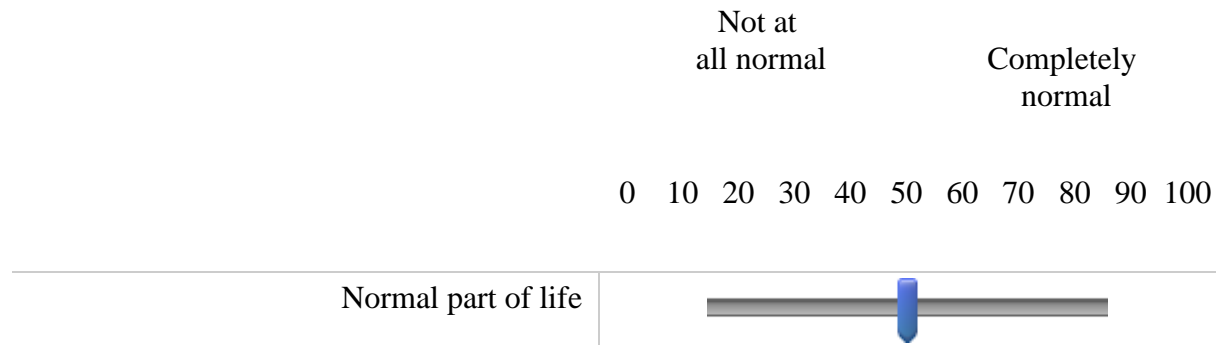 Not at
all normal
Completely
normal
0 10 20 30 40 50 60 70 80 90 100
Normal part of life